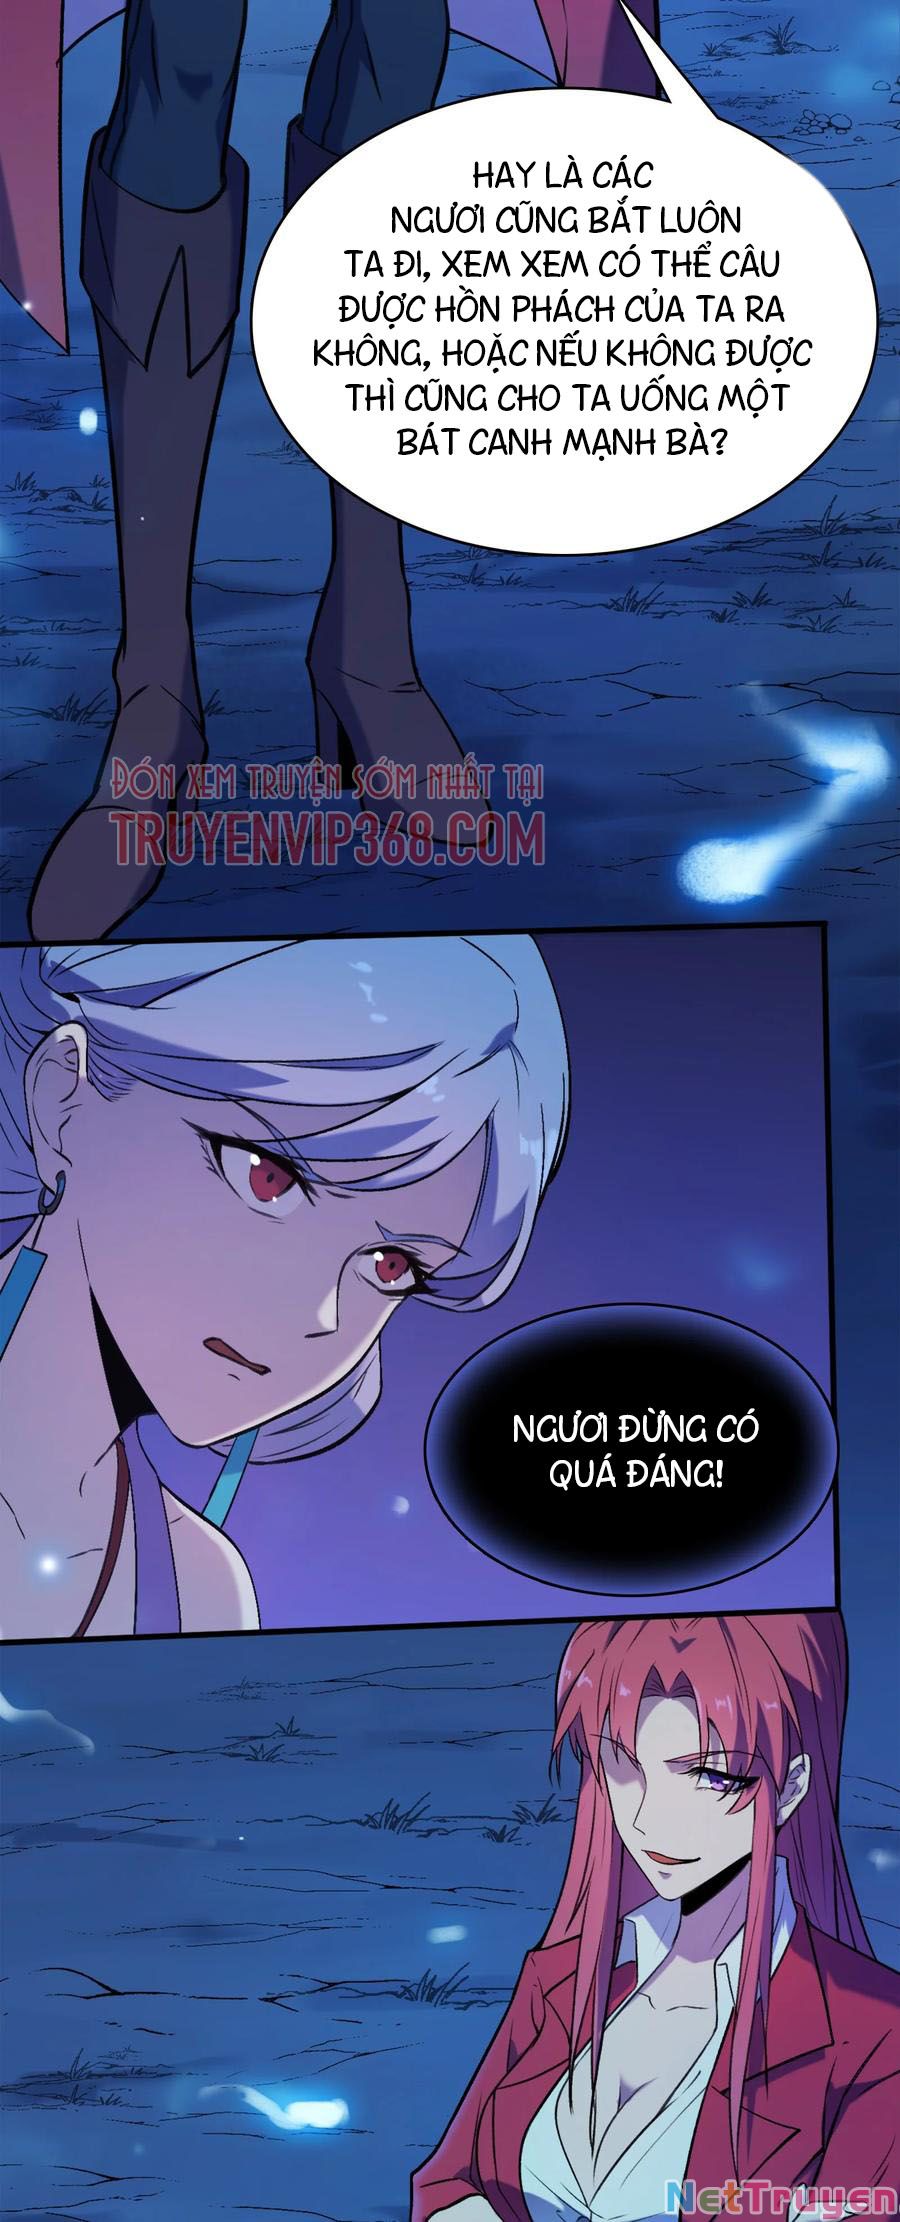 HAY LÀ CÁC
NGƯƠI CŨNG BẮT LUÔN
TA ĐI, XEM XEM CÓ THỂ CÂU
ĐƯỢC HỒN PHÁCH CỦA TA RA
KHÔNG, HOẶC NẾU KHÔNG ĐƯỢC
THÌ CŨNG CHO TA UỐNG MỘT
BÁT CANH MẠNH BÀ?
ĐÓN XEM TRUYỆN SỚM NHẤT TẠI
TRUYENVIP368.COM
NGƯƠI ĐỪNG CÓ
QUÁ ĐÁNG!
NetTruyen